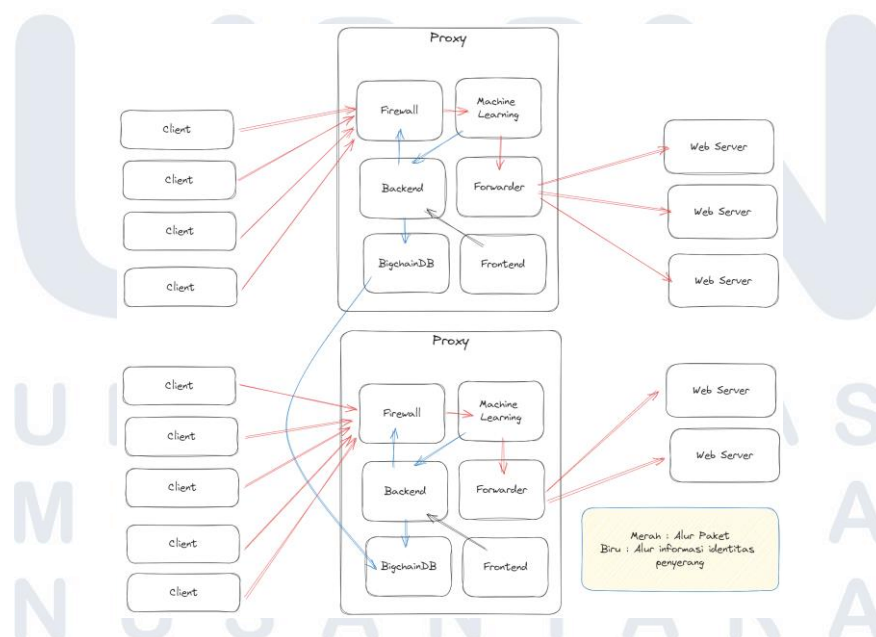 Proxy
Firewall
Machine
Learning
Client
Client
Client
Client
Backend
Forwarder
BigchainDB
Frontend
Web Server
Web Server
Web Server
Proxy
Firewall
Machine
Learning
Client
Client
Client
Client
Client
Backend
Forwarder
BigchainDB
Frontend
Web Server
Web Server
Merah : Alur Paket
Biru : Alur informasi identitas
penyerang
N U S A N T A R A